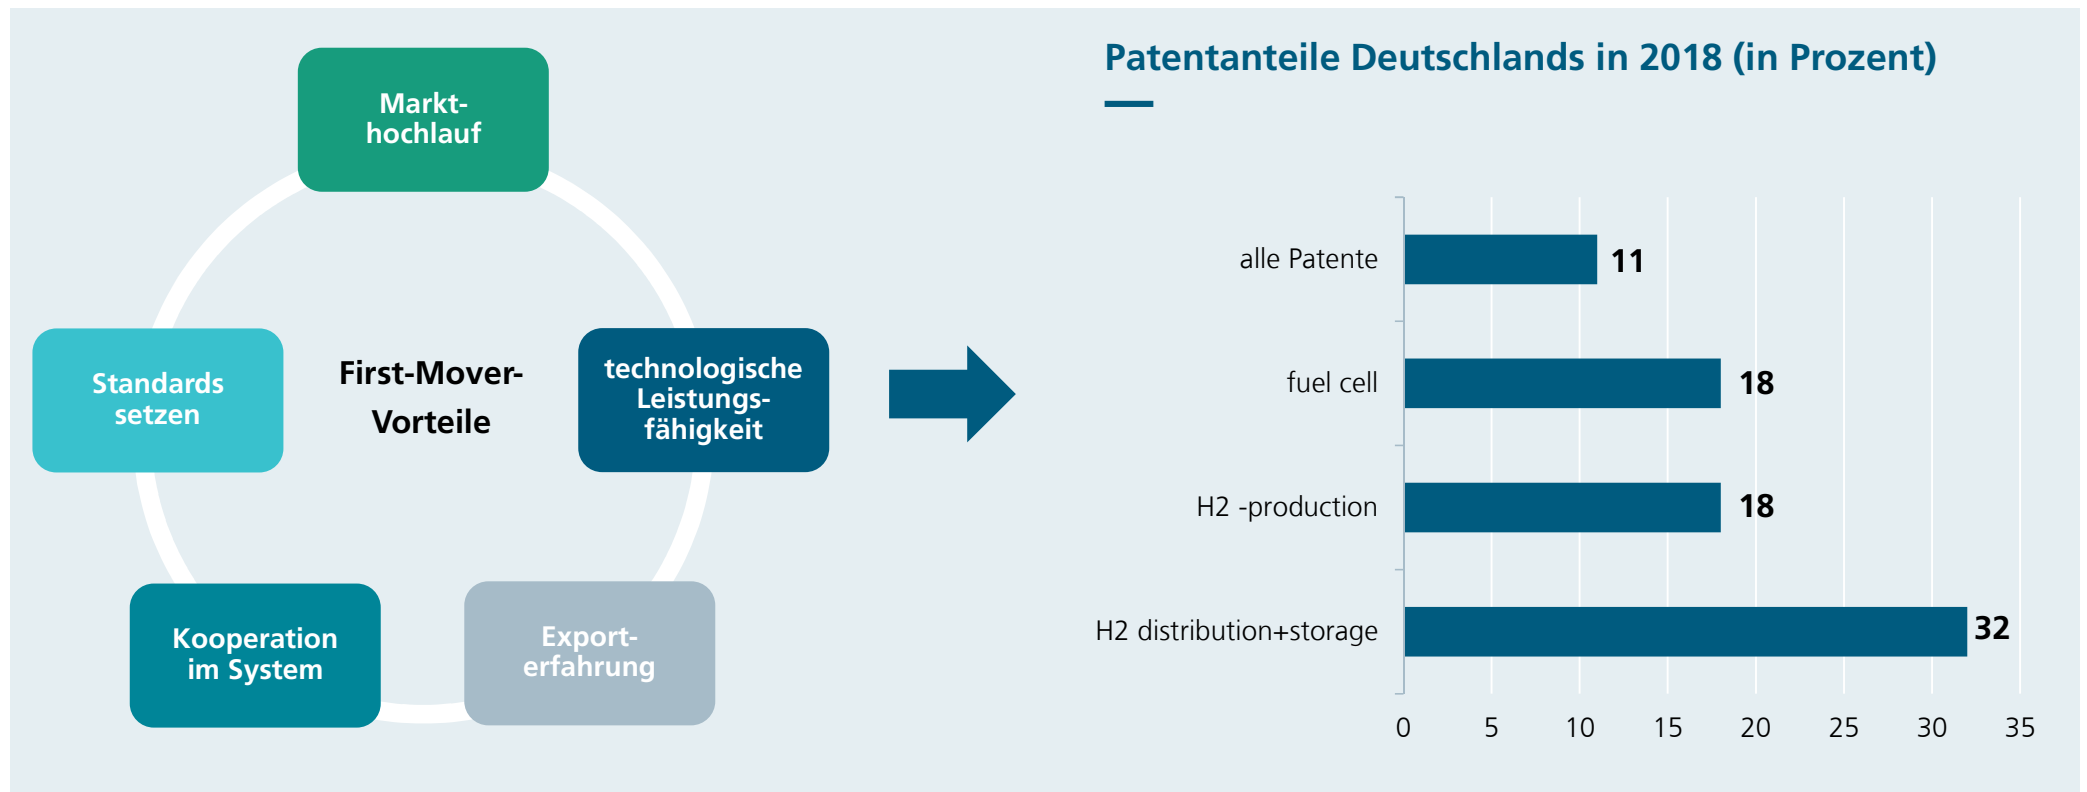 Markt-
hochlauf
Standards
setzen
First-Mover-
Vorteile
technologische
Leistungs-
fähigkeit
Kooperation
im System
Export-
erfahrung
Patentanteile Deutschlands in 2018 (in Prozent)
alle Patente 11
fuel cell 18
H2 -production 18
H2 distribution+storage 32
0 5 10 15 20 25 30 35